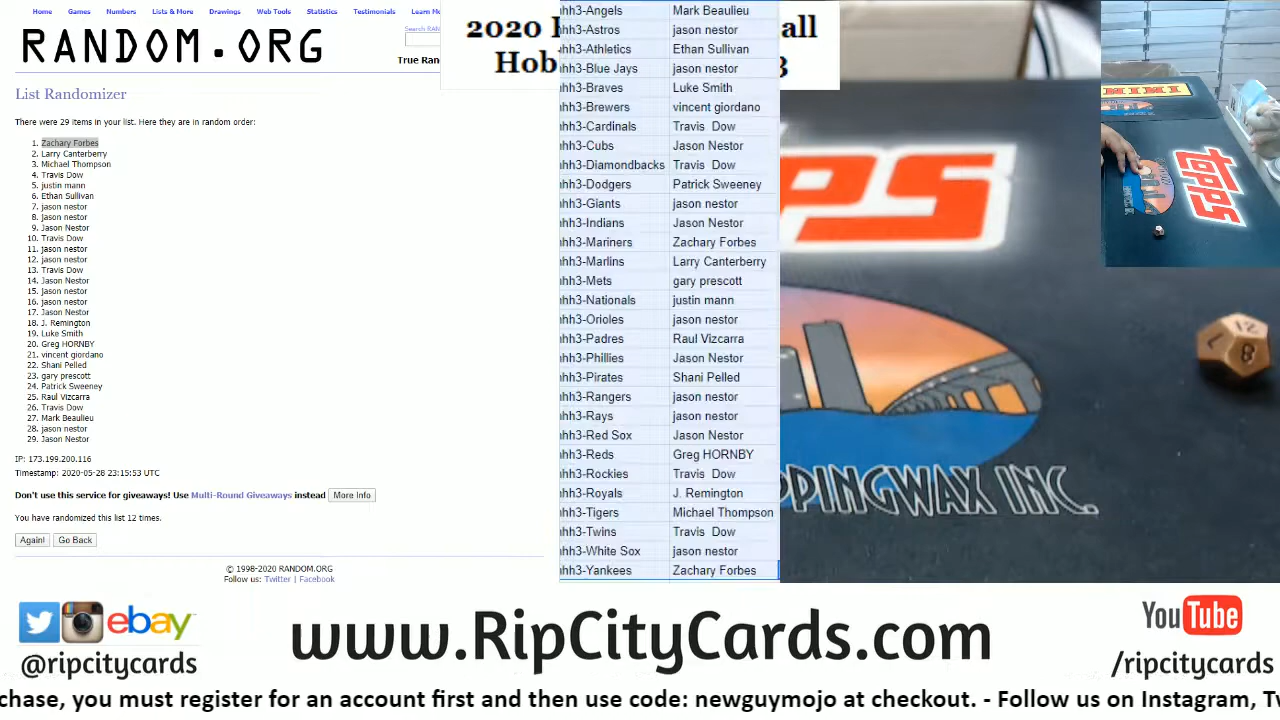 Home Games Numbers Lists & More Drawings Web Tools Statistics Testimonials Learn Mo
RANDOM.ORG
Search RAN
True Ran
List Randomizer
There were 29 items in your list. Here they are in random order:
1. Zachary Forbes
2. Larry Canterberry
3. Michael Thompson
4. Travis Dow
5. justin mann
6. Ethan Sullivan
7. jason nestor
8. jason nestor
9. Jason Nestor
10. Travis Dow
11. jason nestor
12. jason nestor
13. Travis Dow
14. Jason Nestor
15. jason nestor
16. jason nestor
17. Jason Nestor
18. J. Remington
19. Luke Smith
20. Greg HORNBY
21. vincent giordano
22. Shani Pelled
23. gary prescott
24. Patrick Sweeney
25. Raul Vizcarra
26. Travis Dow
27. Mark Beaulieu
28. jason nestor
29. Jason Nestor
IP: 173.199.200.116
Timestamp: 2020-05-28 23:15:53 UTC
Don't use this service for giveaways! Use Multi-Round Giveaways instead More Info
You have randomized this list 12 times.
Again! Go Back
© 1998-2020 RANDOM.ORG
Follow us: Twitter | Facebook
2020 all
Hob 3
hh3-Angels Mark Beaulieu
hh3-Astros jason nestor
hh3-Athletics Ethan Sullivan
hh3-Blue Jays jason nestor
hh3-Braves Luke Smith
hh3-Brewers vincent giordano
hh3-Cardinals Travis Dow
hh3-Cubs Jason Nestor
hh3-Diamondbacks Travis Dow
hh3-Dodgers Patrick Sweeney
hh3-Giants jason nestor
hh3-Indians Jason Nestor
hh3-Mariners Zachary Forbes
hh3-Marlins Larry Canterberry
hh3-Mets gary prescott
hh3-Nationals justin mann
hh3-Orioles jason nestor
hh3-Padres Raul Vizcarra
hh3-Phillies Jason Nestor
hh3-Pirates Shani Pelled
hh3-Rangers jason nestor
hh3-Rays jason nestor
hh3-Red Sox Jason Nestor
hh3-Reds Greg HORNBY
hh3-Rockies Travis Dow
hh3-Royals J. Remington
hh3-Tigers Michael Thompson
hh3-Twins Travis Dow
hh3-White Sox jason nestor
hh3-Yankees Zachary Forbes
PS
PPINGWAX INC.
12
8
topps
ebay
@ripcitycards
www.RipCityCards.com
YouTube
/ripcitycards
chase, you must register for an account first and then use code: newguymojo at checkout. - Follow us on Instagram, Tw